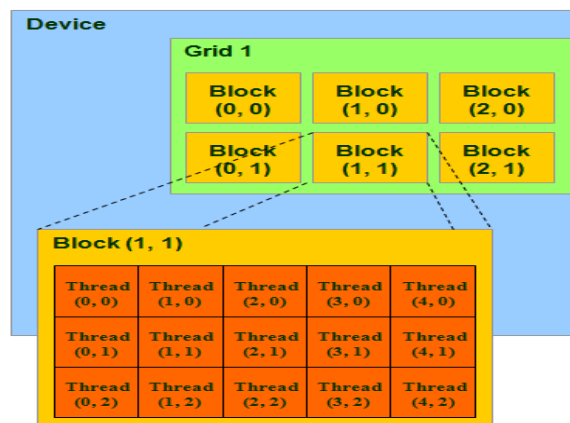 Device
Grid 1
Block Block Block
(0, 0) (1, 0) (2, 0)
Block Block Block
(0, 1) (1, 1) (2, 1)
Block (1, 1)
Thread Thread Thread Thread Thread
(0, 0) (1, 0) (2, 0) (3, 0) (4, 0)
Thread Thread Thread Thread Thread
(0, 1) (1, 1) (2, 1) (3, 1) (4, 1)
Thread Thread Thread Thread Thread
(0, 2) (1, 2) (2, 2) (3, 2) (4, 2)